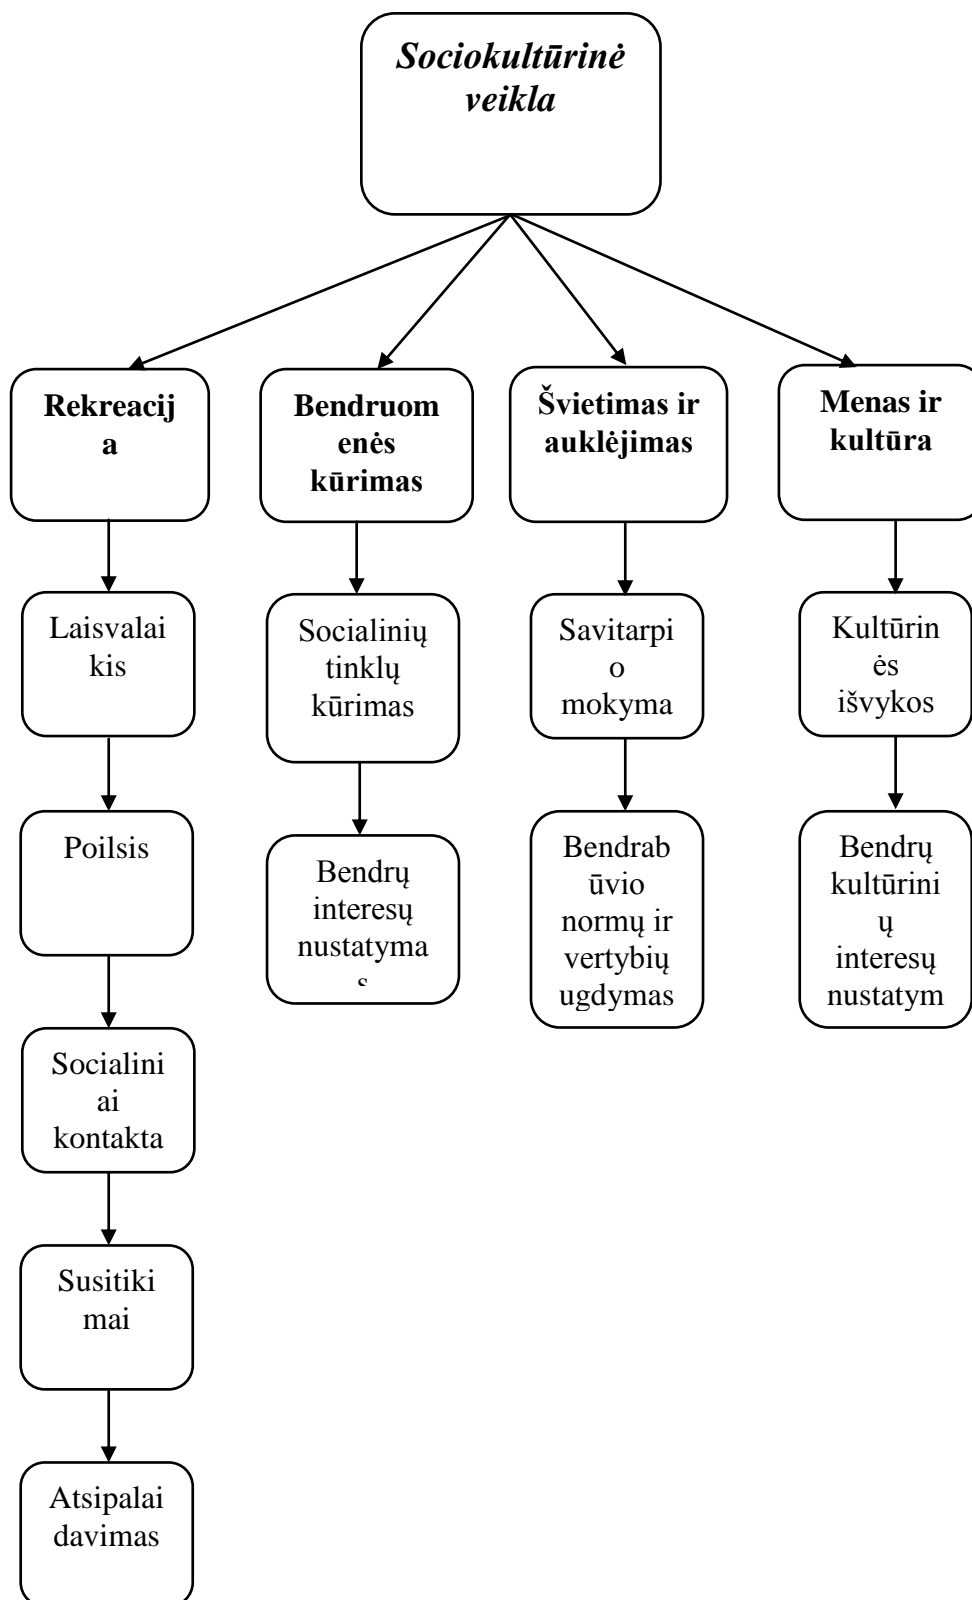 Sociokultūrinė
veikla
Rekreacij
a
Bendruom
enės
kūrimas
Švietimas ir
auklėjimas
Menas ir
kultūra
Laisvalai
kis
Socialinių
tinklų
kūrimas
Savitarpi
o
mokyma
Kultūrin
ės
išvykos
Poilsis
Bendrų
interesų
nustatyma
s
Bendrab
ūvio
normų ir
vertybių
ugdymas
Bendrų
kultūrini
ų
interesų
nustatym
Socialini
ai
kontakta
Susitiki
mai
Atsipalai
davimas